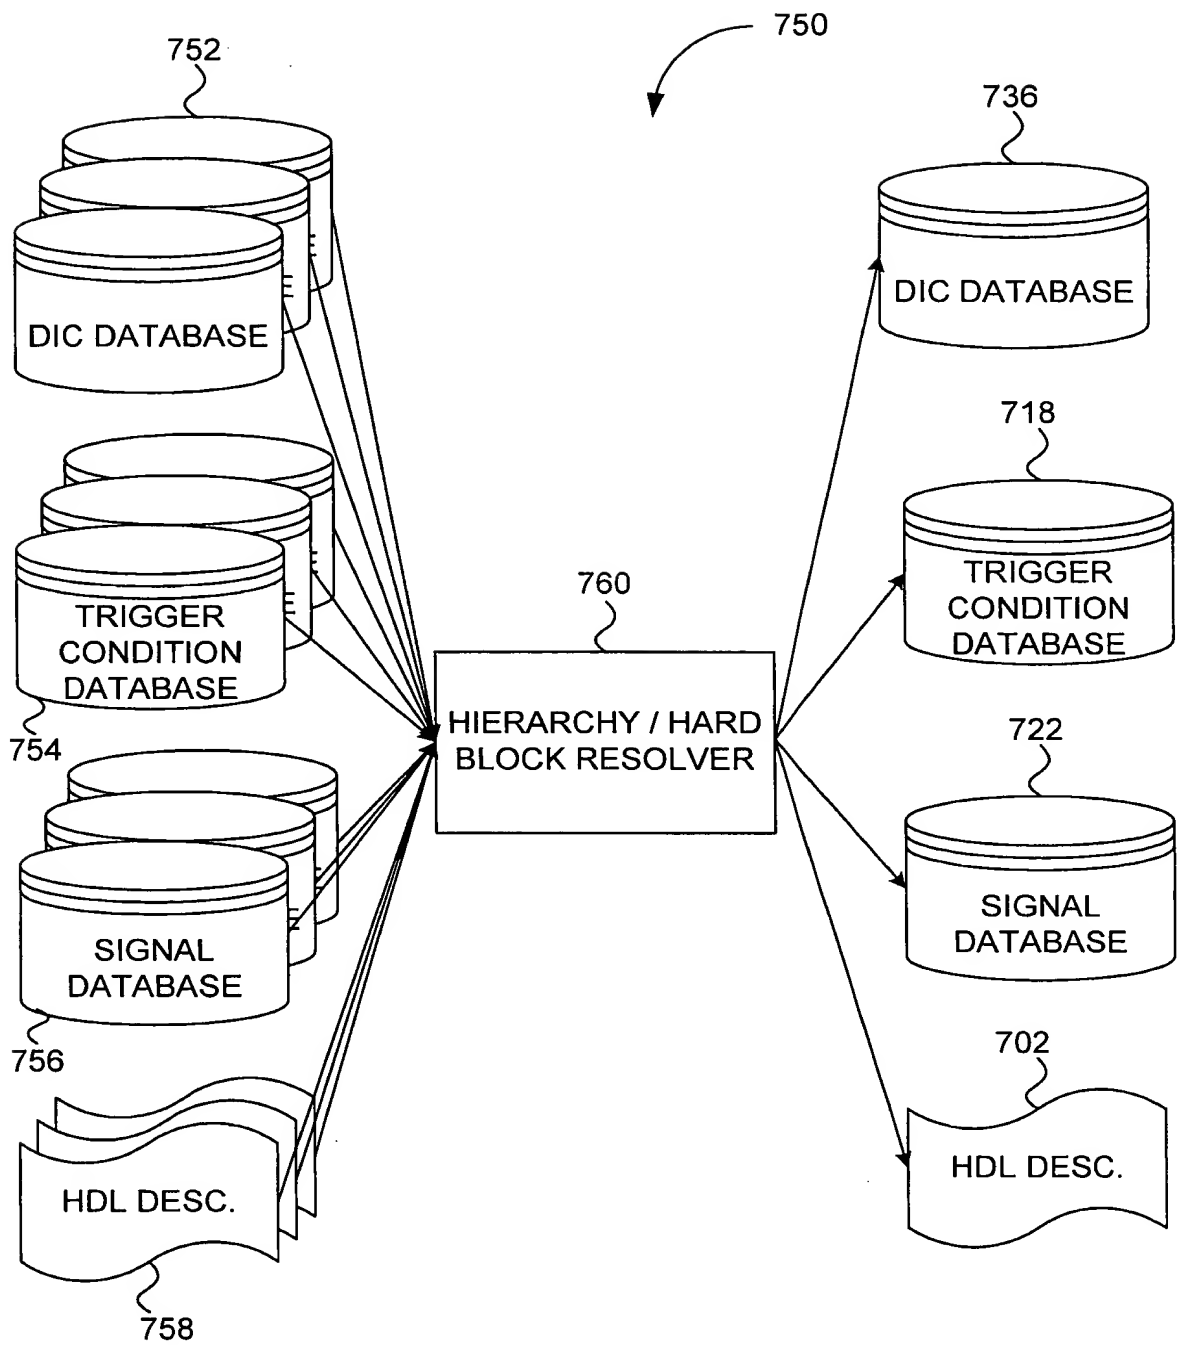 750
752
736
DIC DATABASE
DIC DATABASE
718
TRIGGER
CONDITION
DATABASE
754
760
HIERARCHY / HARD
BLOCK RESOLVER
TRIGGER
CONDITION
DATABASE
722
SIGNAL
DATABASE
756
SIGNAL
DATABASE
702
HDL DESC.
758
HDL DESC.